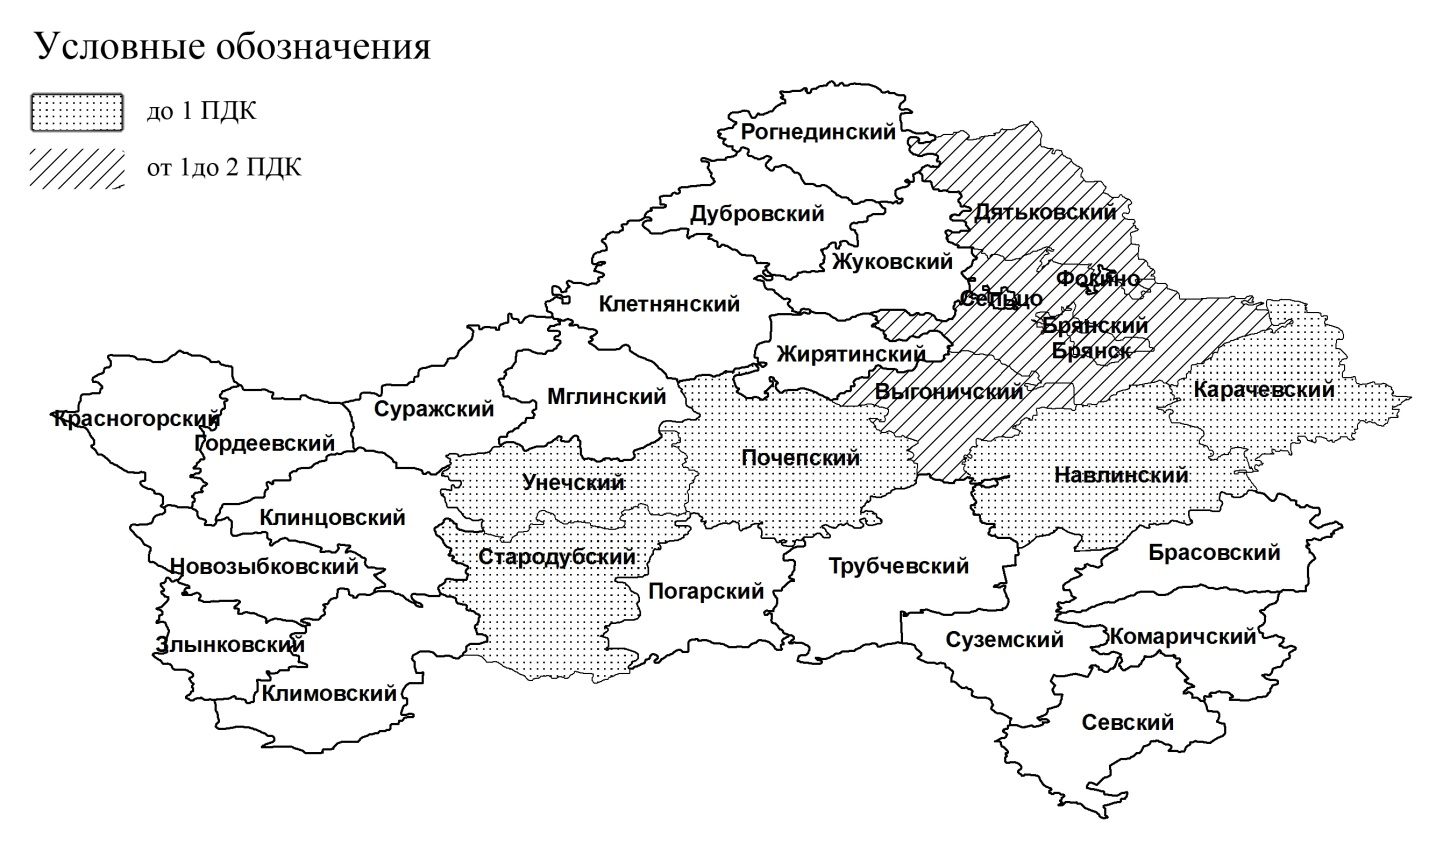 Условные обозначения
до 1 ПДК
от 1до 2 ПДК
Рогнединский
Дубровский
Дятьковский
Жуковский
Фокино
Сельцо
Клетнянский
Брянский
Брянск
Жирятинский
Выгоничский
Карачевский
Мглинский
Суражский
Красногорский
Гордеевский
Почепский
Навлинский
Унечский
Клинцовский
Стародубский
Брасовский
Новозыбковский
Трубчевский
Погарский
Злынковский
Суземский
Комаричский
Климовский
Севский